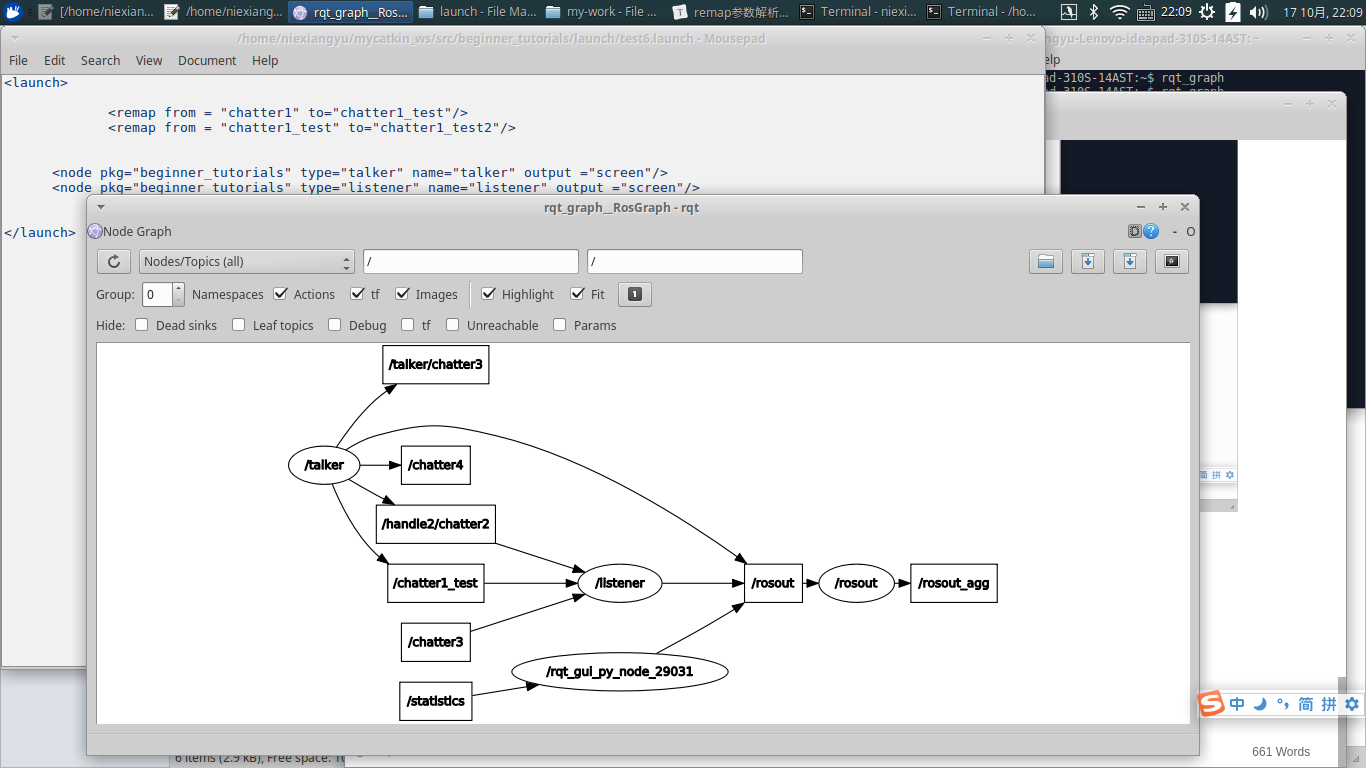 [/home/niexian...
/home/niexiang...
rqt_graph__Ros...
launch - File Ma...
my-work - File ...
remap参数解析...
Terminal - niexi...
Terminal - /ho...
22:09
17 10月, 22:09
/home/niexiangyu/mycatkin_ws/src/beginner_tutorials/launch/test6.launch - Mousepad
ngyu-Lenovo-ideapad-310S-14AST: ~
File Edit Search View Document Help
elp
<launch>
ad-310S-14AST:~$ rqt_graph
ad-310S-14AST:~$ rqt_graph
<remap from = "chatter1" to="chatter1_test"/>
<remap from = "chatter1_test" to="chatter1_test2"/>
<node pkg="beginner_tutorials" type="talker" name="talker" output ="screen"/>
<node pkg="beginner_tutorials" type="listener" name="listener" output ="screen"/>
</launch>
rqt_graph__RosGraph - rqt
Node Graph
D ? - O
Nodes/Topics (all)
/
/
Group: 0 Namespaces Actions tf Images Highlight Fit 1
Hide: Dead sinks Leaf topics Debug tf Unreachable Params
/talker/chatter3
/talker
/chatter4
/handle2/chatter2
/chatter1_test
/listener
/rosout
/rosout
/rosout_agg
/chatter3
/rqt_gui_py_node_29031
/statistics
简 拼
S 中 简 拼
661 Words
6 items (2.9 kB), Free space: 1